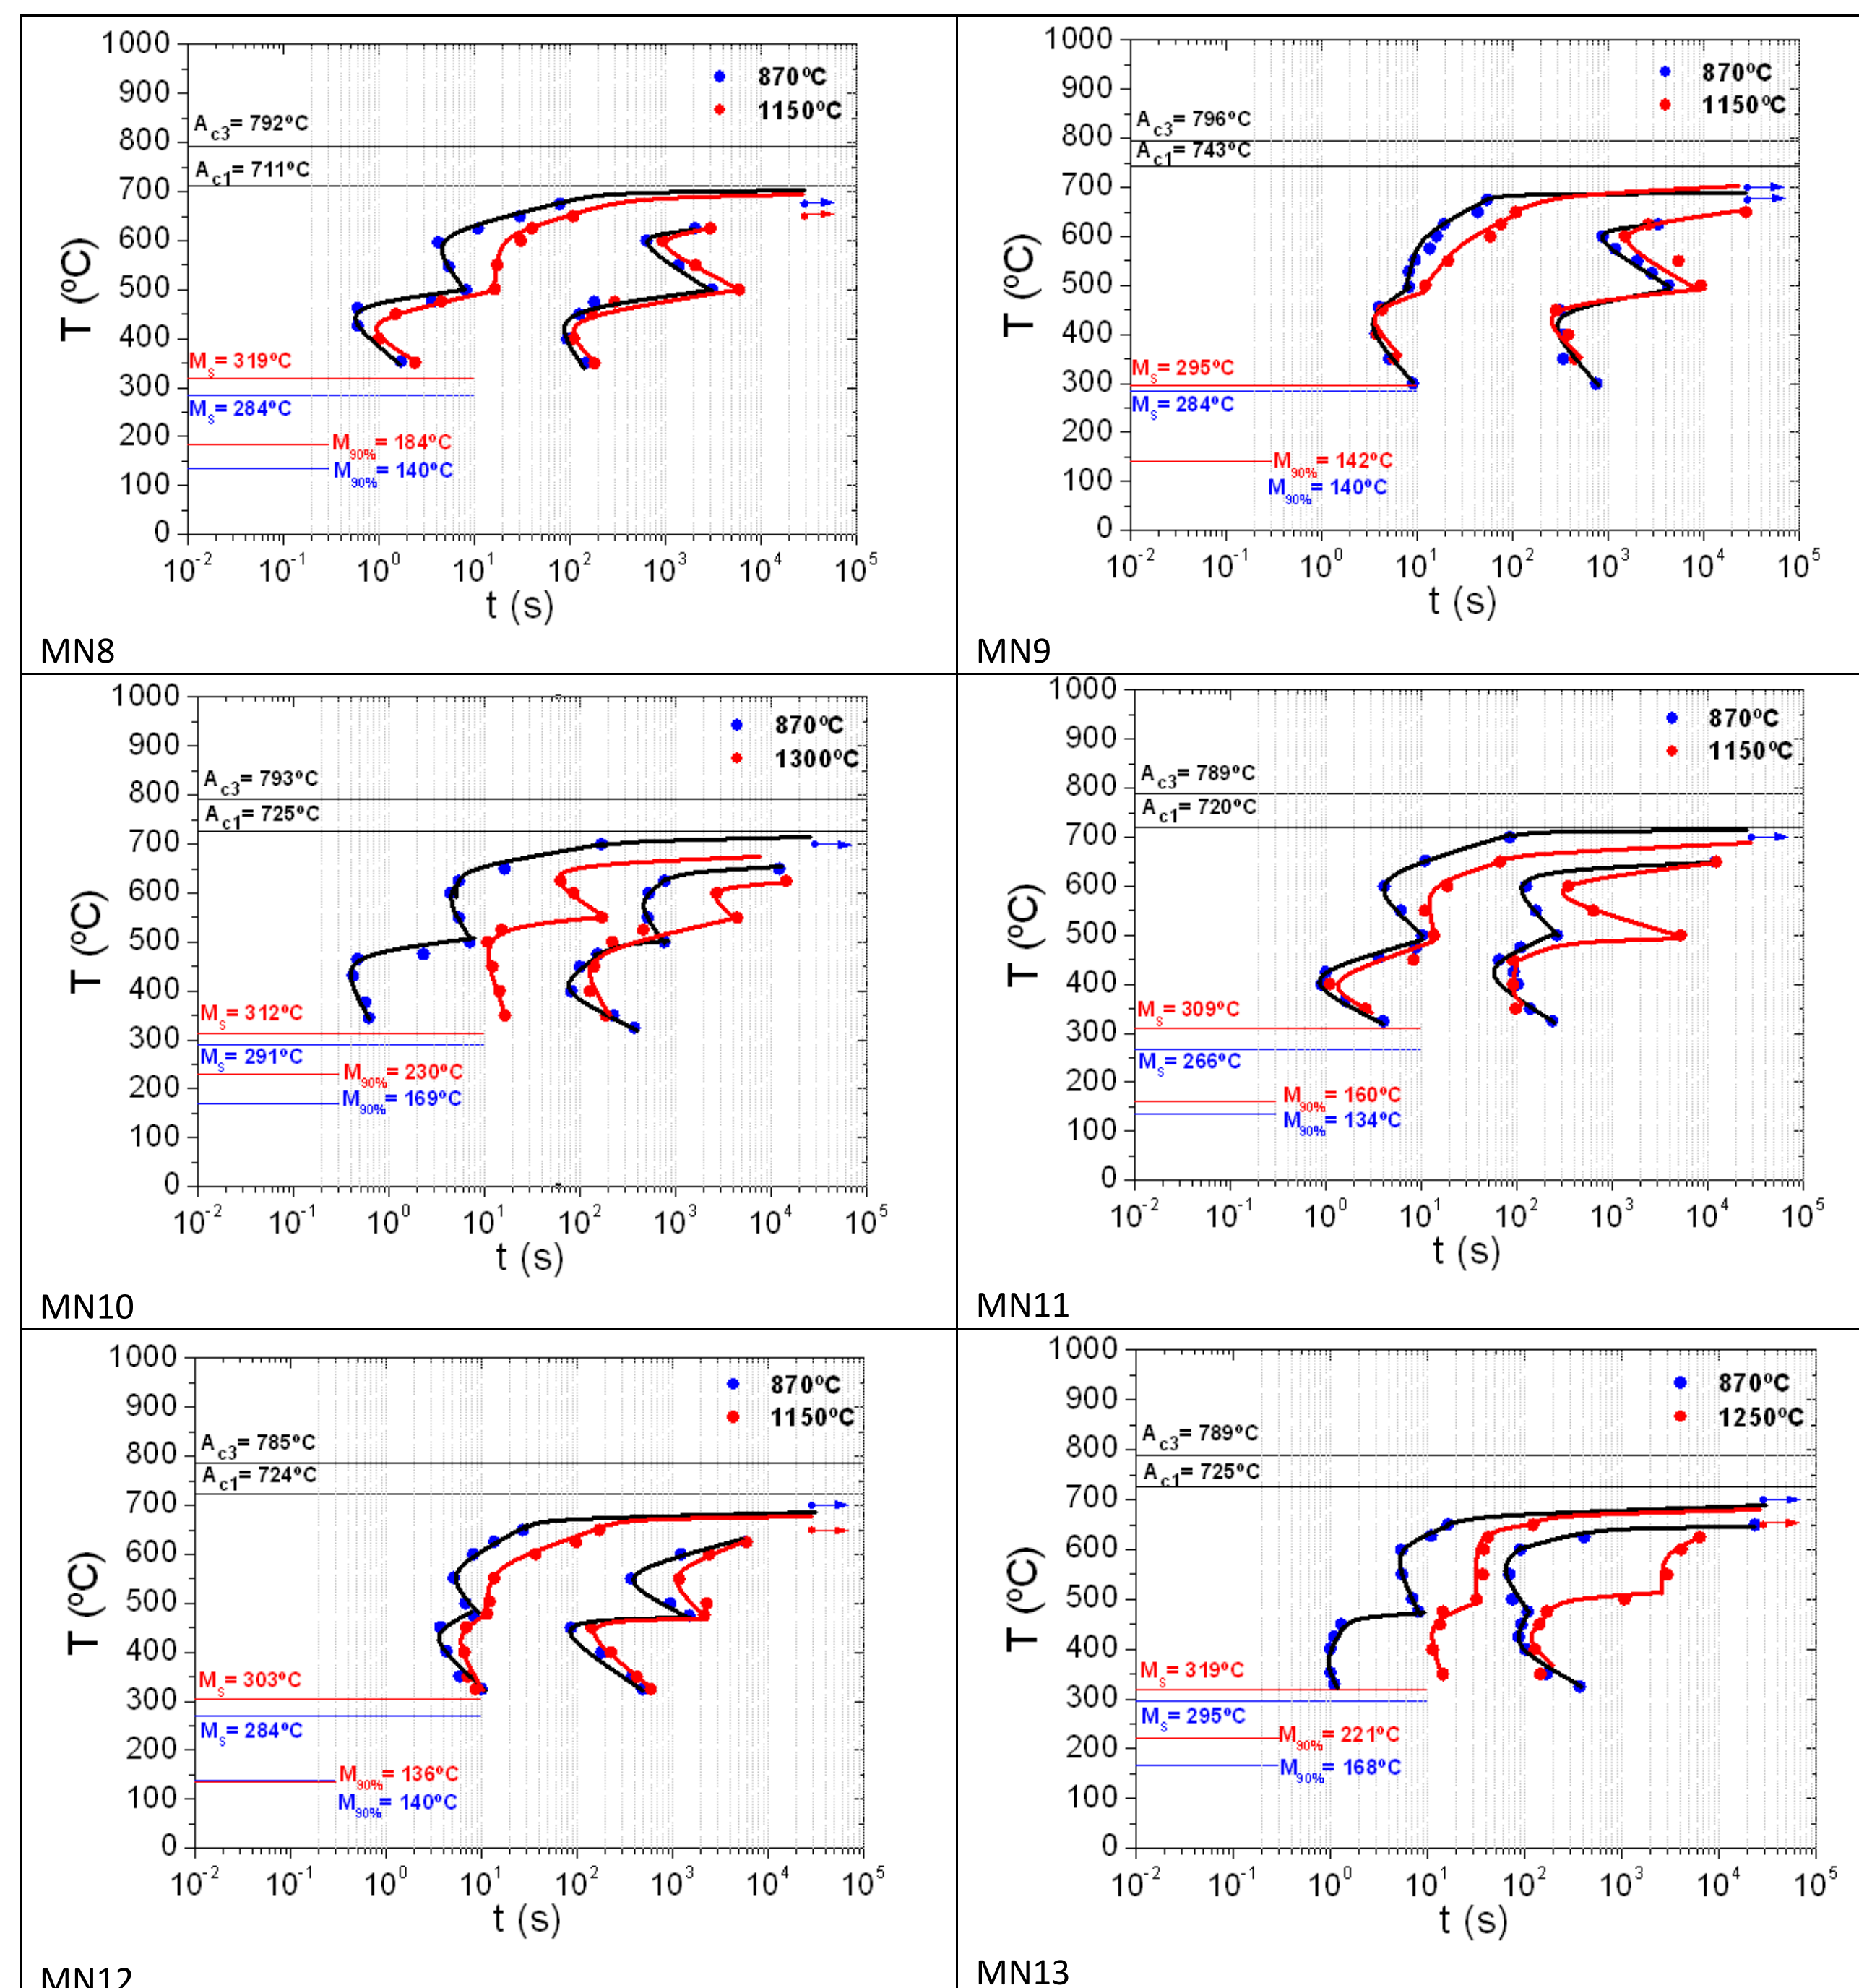 1000
900
800
700
600
500
400
300
200
100
0
T (ºC)
870ºC
1150ºC
Ac3= 792ºC
Ac1= 711ºC
MS= 319ºC
MS= 284ºC
M90%= 184ºC
M90%= 140ºC
10-2 10-1 100 101 102 103 104 105
t (s)
MN8
1000
900
800
700
600
500
400
300
200
100
0
T (ºC)
870ºC
1150ºC
Ac3= 796ºC
Ac1= 743ºC
MS= 295ºC
MS= 284ºC
M90%= 142ºC
M90%= 140ºC
10-2 10-1 100 101 102 103 104 105
t (s)
MN9
1000
900
800
700
600
500
400
300
200
100
0
T (ºC)
870ºC
1300ºC
Ac3= 793ºC
Ac1= 725ºC
MS= 312ºC
MS= 291ºC
M90%= 230ºC
M90%= 169ºC
10-2 10-1 100 101 102 103 104 105
t (s)
MN10
1000
900
800
700
600
500
400
300
200
100
0
T (ºC)
870ºC
1150ºC
Ac3= 789ºC
Ac1= 720ºC
MS= 309ºC
MS= 266ºC
M90%= 160ºC
M90%= 134ºC
10-2 10-1 100 101 102 103 104 105
t (s)
MN11
1000
900
800
700
600
500
400
300
200
100
0
T (ºC)
870ºC
1150ºC
Ac3= 785ºC
Ac1= 724ºC
MS= 303ºC
MS= 284ºC
M90%= 136ºC
M90%= 140ºC
10-2 10-1 100 101 102 103 104 105
t (s)
MN12
1000
900
800
700
600
500
400
300
200
100
0
T (ºC)
870ºC
1250ºC
Ac3= 789ºC
Ac1= 725ºC
MS= 319ºC
MS= 295ºC
M90%= 221ºC
M90%= 168ºC
10-2 10-1 100 101 102 103 104 105
t (s)
MN13